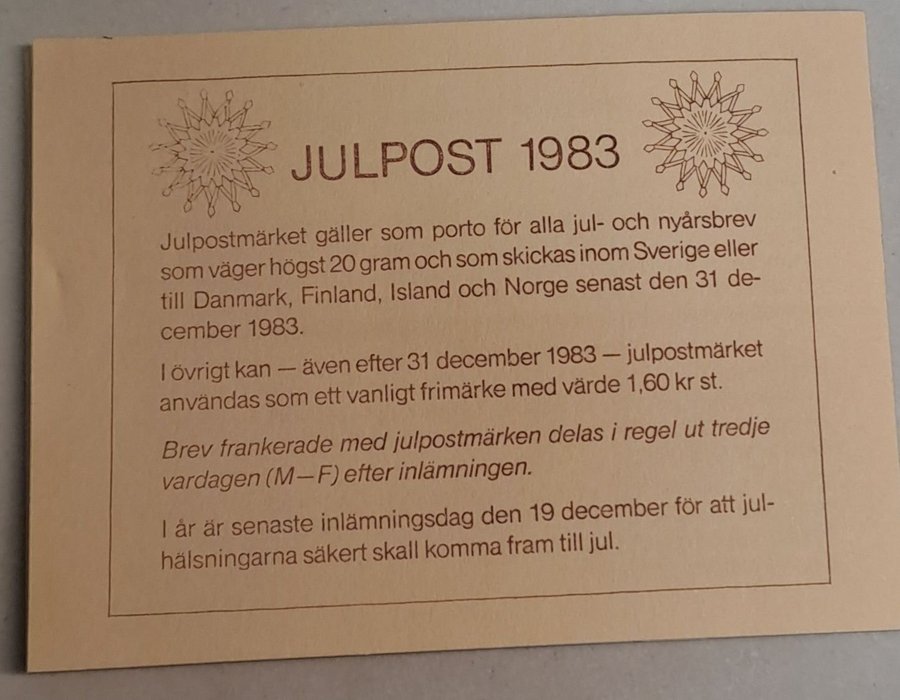 JULPOST 1983
Julpostmärket gäller som porto för alla jul- och nyårsbrev
som väger högst 20 gram och som skickas inom Sverige eller
till Danmark, Finland, Island och Norge senast den 31 de-
cember 1983.
I övrigt kan — även efter 31 december 1983 — julpostmärket
användas som ett vanligt frimärke med värde 1,60 kr st.
Brev frankerade med julpostmärken delas i regel ut tredje
vardagen (M—F) efter inlämningen.
I år är senaste inlämningsdag den 19 december för att jul-
hälsningarna säkert skall komma fram till jul.